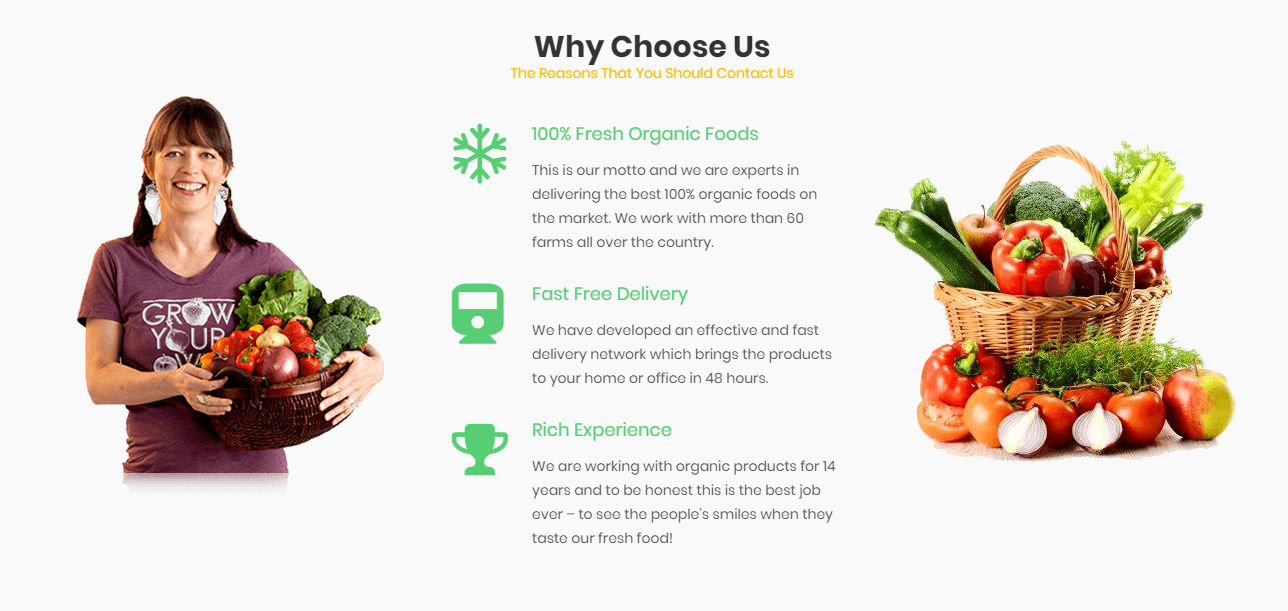 Why Choose Us
The Reasons That You Should Contact Us
100% Fresh Organic Foods
This is our motto and we are experts in
delivering the best 100% organic foods on
the market. We work with more than 60
farms all over the country.
Fast Free Delivery
We have developed an effective and fast
delivery network which brings the products
to your home or office in 48 hours.
Rich Experience
We are working with organic products for 14
years and to be honest this is the best job
ever – to see the people's smiles when they
taste our fresh food!
GROW
YOUR